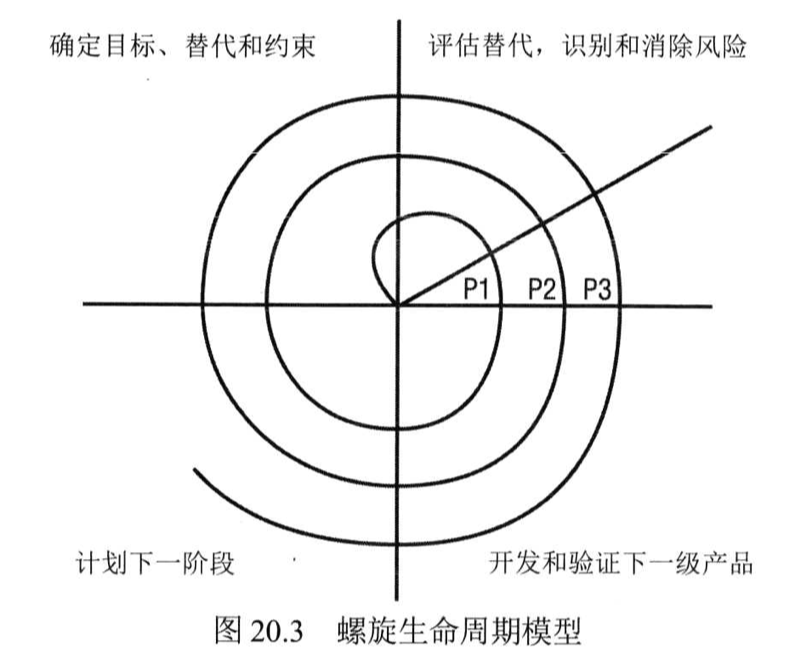 确定目标、替代和约束
评估替代，识别和消除风险
P1
P2
P3
计划下一阶段
开发和验证下一级产品
图 20.3 螺旋生命周期模型